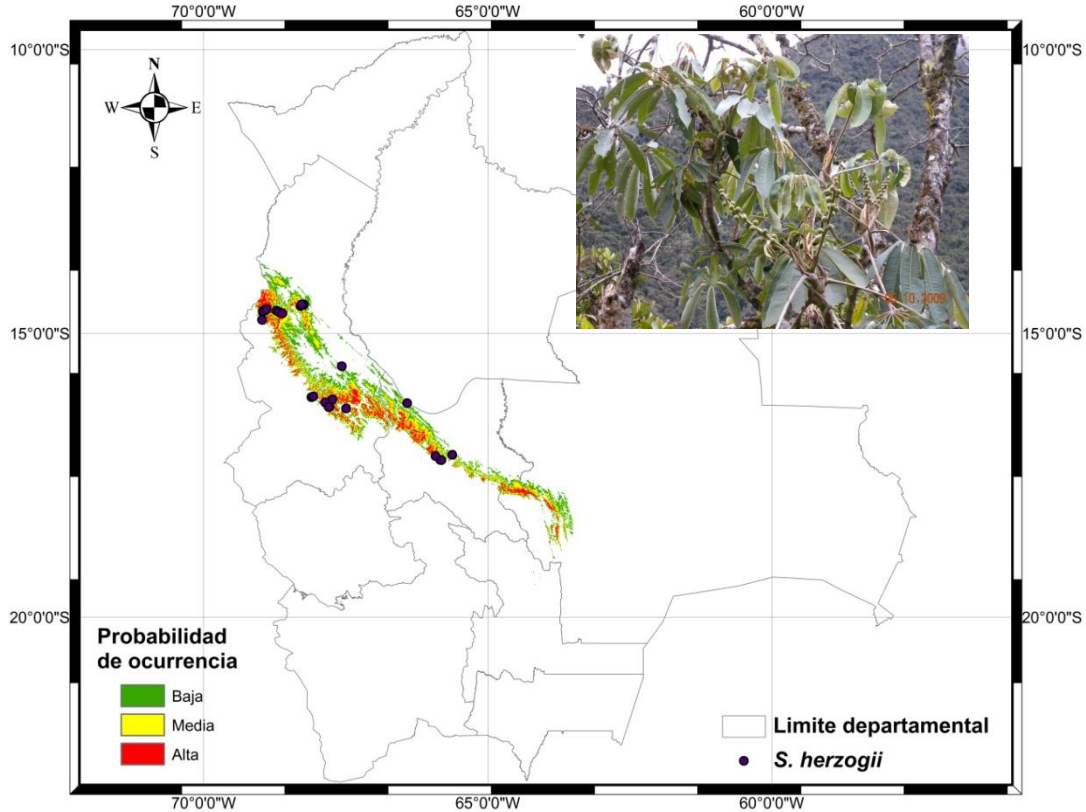 70°0'0"W 65°0'0"W 60°0'0"W
10°0'0"S 10°0'0"S
N
W E
S
15°0'0"S 15°0'0"S
20°0'0"S 20°0'0"S
Probabilidad
de ocurrencia
Baja
Media
Alta
Limite departamental
S. herzogii
70°0'0"W 65°0'0"W 60°0'0"W